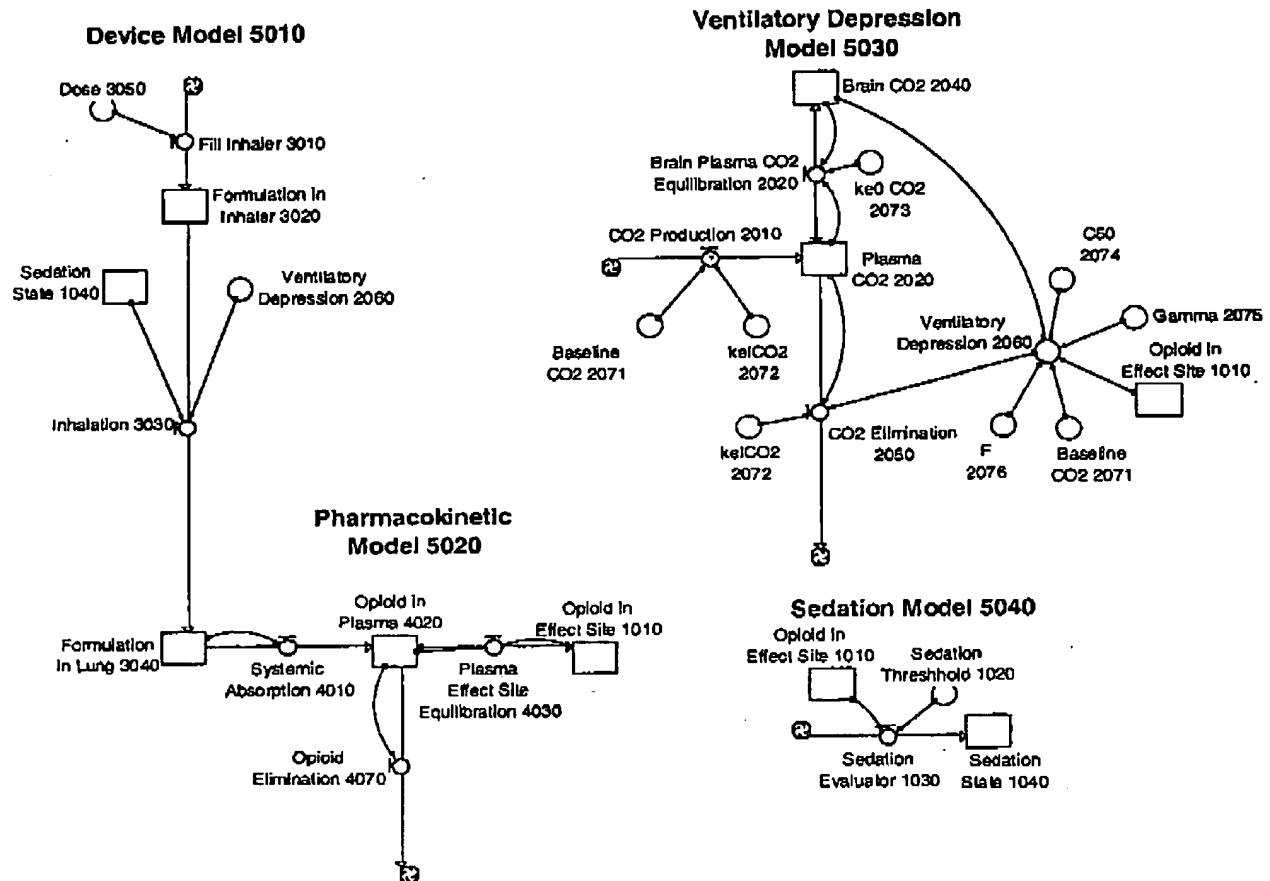 Device Model 5010
Dose 3050
Fill Inhaler 3010
Formulation in
Inhaler 3020
Sedation
State 1040
Ventilatory
Depression 2060
Inhalation 3030
Formulation
in Lung 3040
Systemic
Absorption 4010
Pharmacokinetic
Model 5020
Opioid in
Plasma 4020
Opioid in
Effect Site 1010
Plasma
Effect Site
Equilibration 4030
Opioid
Elimination 4070
Ventilatory Depression
Model 5030
Brain CO2 2040
Brain Plasma CO2
Equilibration 2020
ke0 CO2
2073
CO2 Production 2010
Plasma
CO2 2020
Baseline
CO2 2071
kelCO2
2072
C50
2074
Gamma 2075
Ventilatory
Depression 2060
Opioid in
Effect Site 1010
kelCO2
2072
CO2 Elimination
2050
F
2076
Baseline
CO2 2071
Sedation Model 5040
Opioid in
Effect Site 1010
Sedation
Threshhold 1020
Sedation
Evaluator 1030
Sedation
State 1040